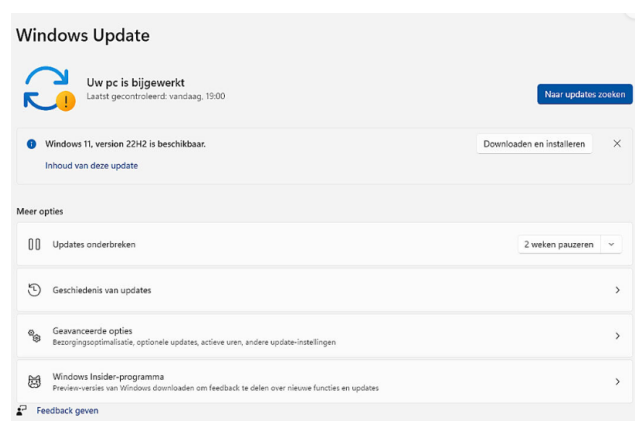 Windows Update
Uw pc is bijgewerkt
Laatst gecontroleerd: vandaag, 19:00
Naar updates zoeken
Windows 11, version 22H2 is beschikbaar.
Downloaden en installeren
Inhoud van deze update
Meer opties
Updates onderbreken
2 weken pauzeren
Geschiedenis van updates
Geavanceerde opties
Bezorgingsoptimalisatie, optionele updates, actieve uren, andere update-instellingen
Windows Insider-programma
Preview-versies van Windows downloaden om feedback te delen over nieuwe functies en updates
Feedback geven